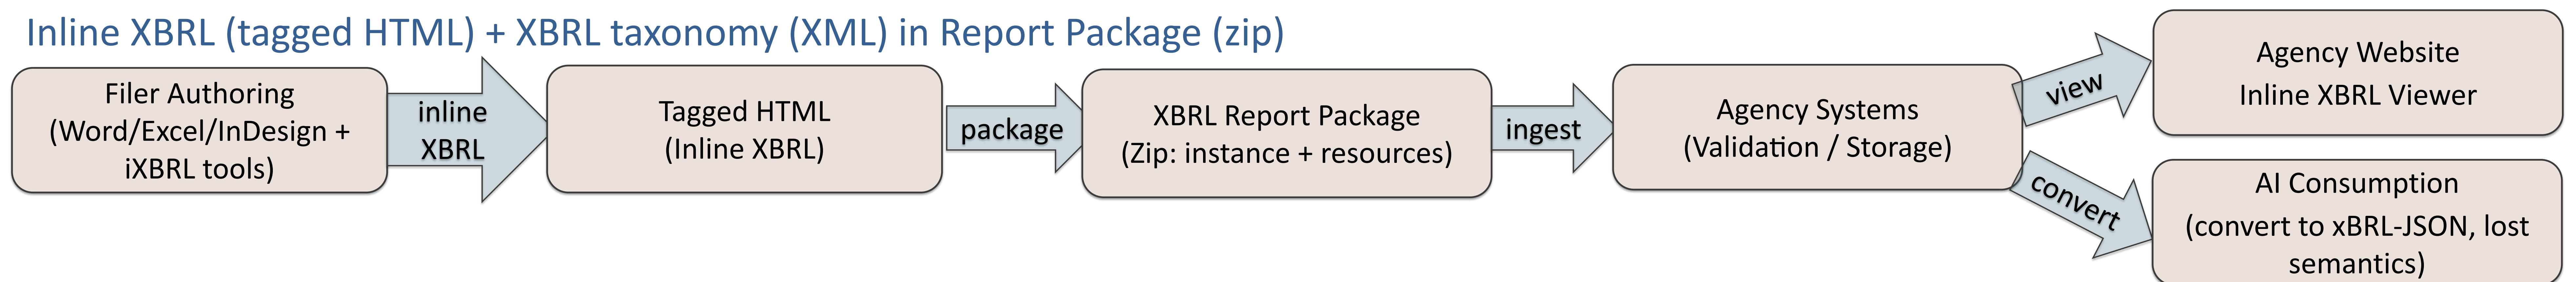 Inline XBRL (tagged HTML) + XBRL taxonomy (XML) in Report Package (zip)
Filer Authoring
(Word/Excel/InDesign +
iXBRL tools)
inline
XBRL
Tagged HTML
(Inline XBRL)
package
XBRL Report Package
(Zip: instance + resources)
ingest
Agency Systems
(Validation / Storage)
view
Agency Website
Inline XBRL Viewer
convert
AI Consumption
(convert to xBRL-JSON, lost
semantics)